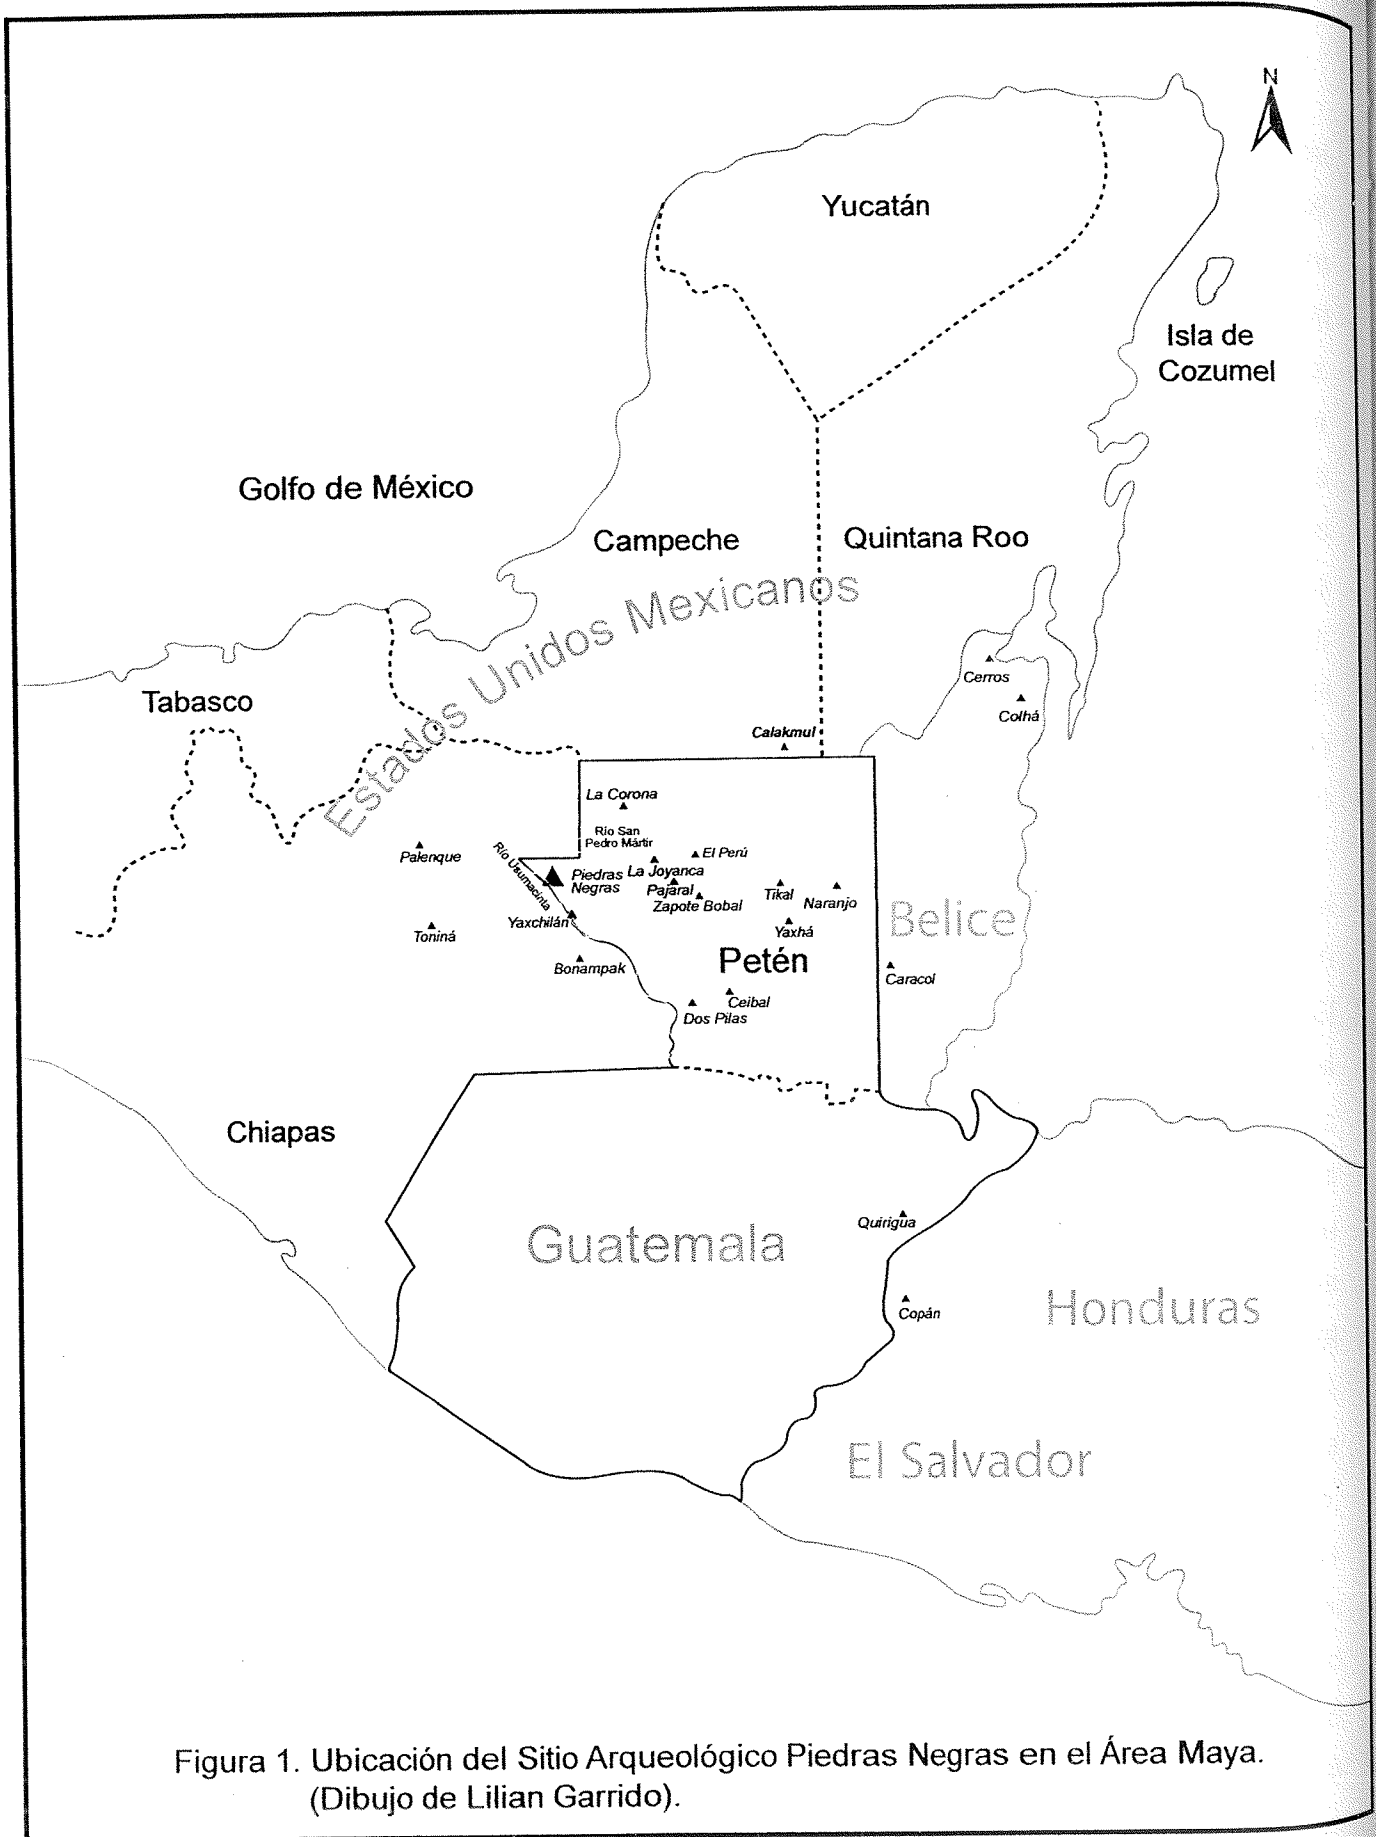 N
Yucatán
Isla de
Cozumel
Golfo de México
Campeche
Quintana Roo
Estados Unidos Mexicanos
Cerros
Tabasco
Colhá
Calakmul
La Corona
Río San
Pedro Mártir
Palenque
Río Usumacinta
El Perú
La Joyanca
Piedras
Negras
Pajaral
Zapote Bobal
Tikal
Naranjo
Belice
Yaxchilán
Toniná
Yaxhá
Petén
Bonampak
Caracol
Ceibal
Dos Pilas
Chiapas
Quirigua
Guatemala
Honduras
Copán
El Salvador
Figura 1. Ubicación del Sitio Arqueológico Piedras Negras en el Área Maya.
(Dibujo de Lilian Garrido).